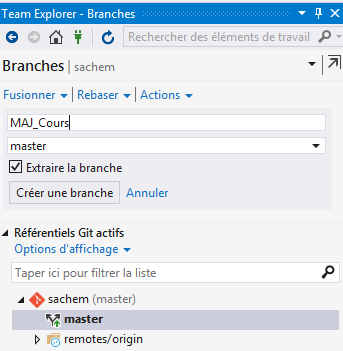 Team Explorer - Branches
Rechercher des éléments de travail
Branches | sachem
Fusionner Rebaser Actions
MAJ_Cours
master
Extraire la branche
Créer une branche Annuler
Référentiels Git actifs
Options d'affichage
Taper ici pour filtrer la liste
sachem (master)
master
remotes/origin